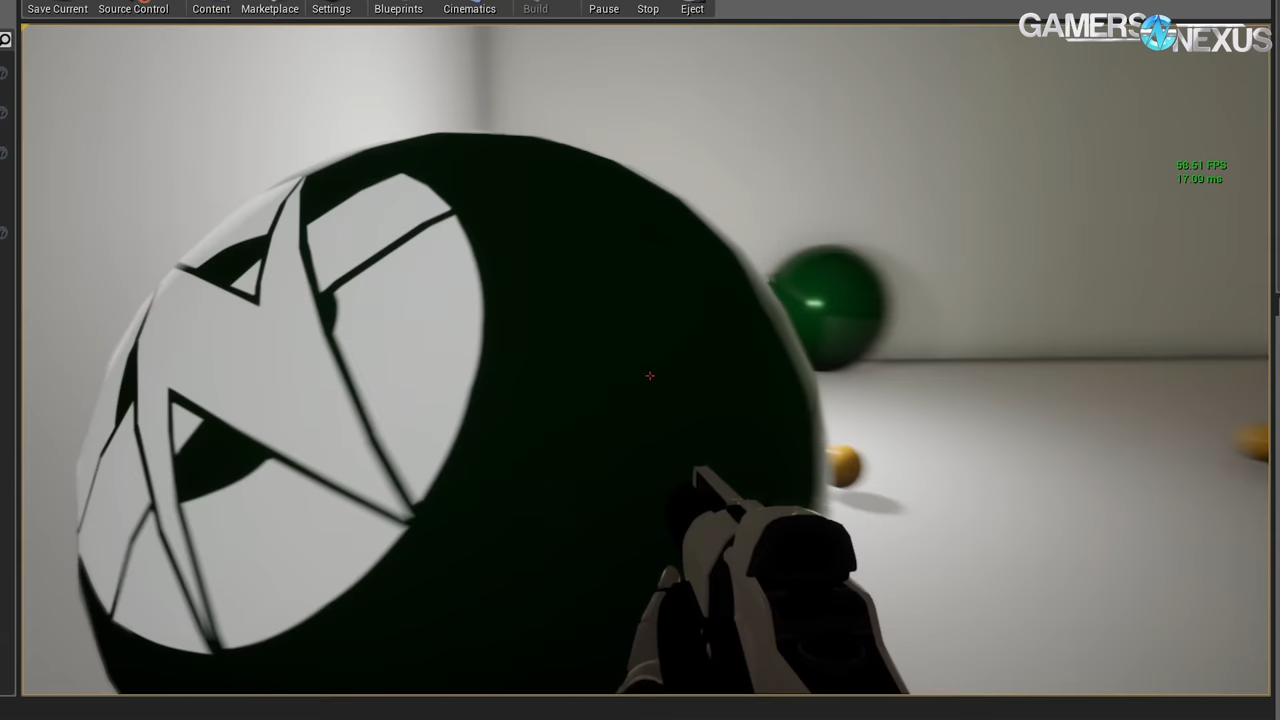 Save Current Source Control Content Marketplace Settings Blueprints Cinematics Build Pause Stop Eject
GAMERS NEXUS
58.51 FPS
17.09 ms